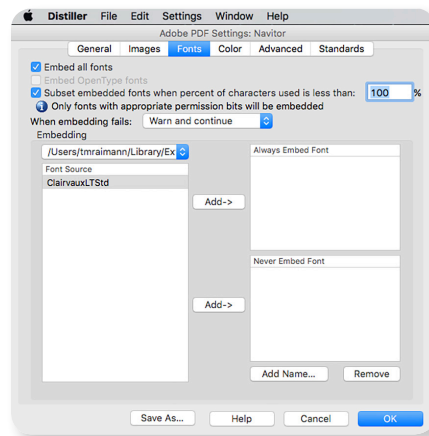 Distiller File Edit Settings Window Help
Adobe PDF Settings: Navitor
General Images Fonts Color Advanced Standards
Embed all fonts
Embed OpenType fonts
Subset embedded fonts when percent of characters used is less than: 100 %
Only fonts with appropriate permission bits will be embedded
When embedding fails: Warn and continue
Embedding
/Users/tmraimann/Library/Ex
Always Embed Font
Font Source
ClairvauxLTStd
Add->
Never Embed Font
Add->
Add Name... Remove
Save As... Help Cancel OK